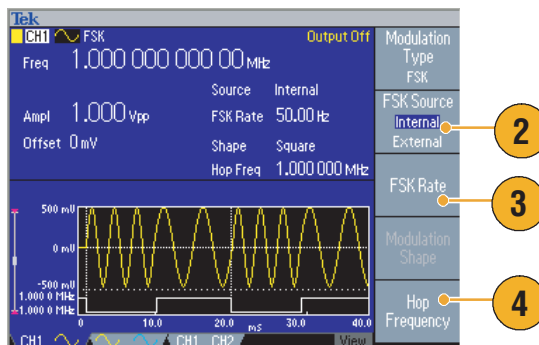 Tek
CH1 FSK Output Off
Freq 1.000 000 000 00 MHz
Source Internal
Ampl 1.000 Vpp FSK Rate 50.00 Hz
Offset 0 mV Shape Square
Hop Freq 1.000 000 MHz
500 mU
0 mU
-500 mU
1.000 0 MHz
1.000 0 MHz
0 10.0 20.0 ms 30.0 40.0
CH1 CH1 CH2 View
Modulation
Type
FSK
FSK Source
Internal
External
2
FSK Rate
3
Modulation
Shape
Hop
Frequency
4